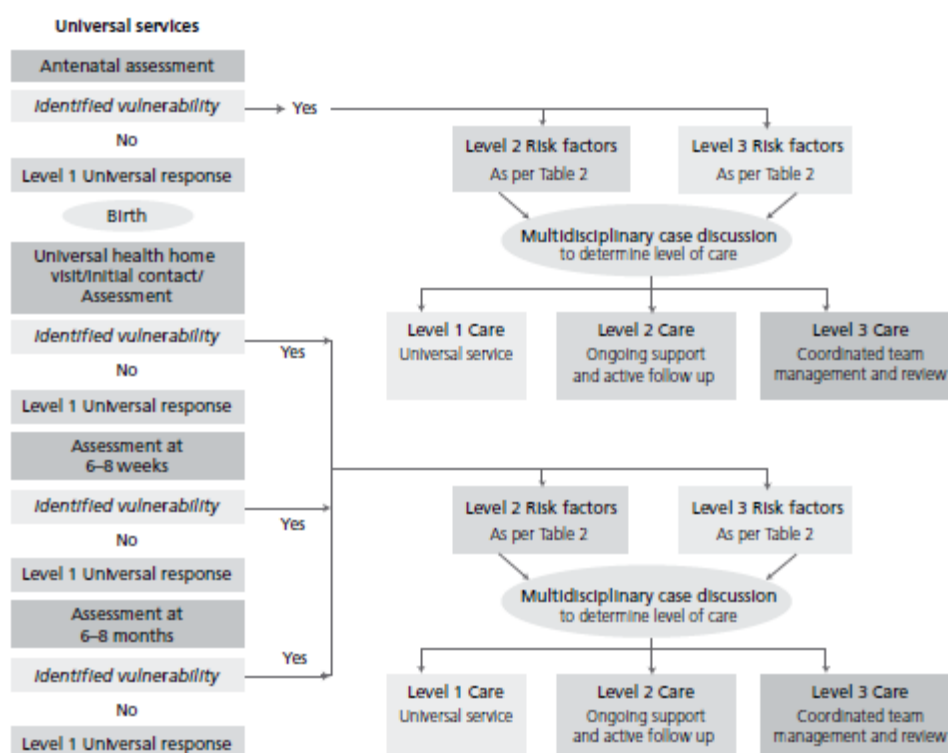 Universal services
Antenatal assessment
Identified vulnerability
Yes
No
Level 1 Universal response
Birth
Universal health home
visit/initial contact/
Assessment
Identified vulnerability
Yes
No
Level 1 Universal response
Assessment at
6–8 weeks
Identified vulnerability
Yes
No
Level 1 Universal response
Assessment at
6–8 months
Identified vulnerability
Yes
No
Level 1 Universal response
Level 2 Risk factors
As per Table 2
Level 3 Risk factors
As per Table 2
Multidisciplinary case discussion
to determine level of care
Level 1 Care
Universal service
Level 2 Care
Ongoing support
and active follow up
Level 3 Care
Coordinated team
management and review
Level 2 Risk factors
As per Table 2
Level 3 Risk factors
As per Table 2
Multidisciplinary case discussion
to determine level of care
Level 1 Care
Universal service
Level 2 Care
Ongoing support
and active follow up
Level 3 Care
Coordinated team
management and review